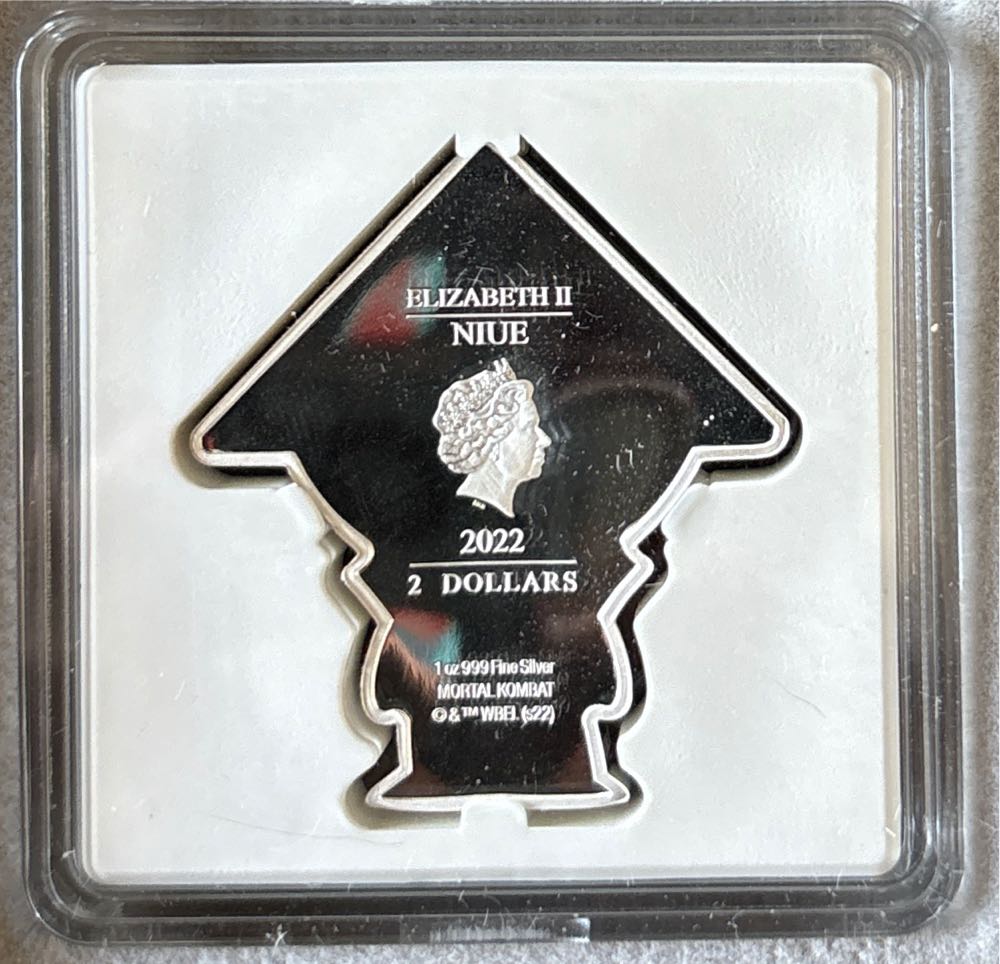 ELIZABETH II
NIUE
2022
2 DOLLARS
1 oz 999 Fine Silver
MORTAL KOMBAT
© & ™ WBEI. (s22)